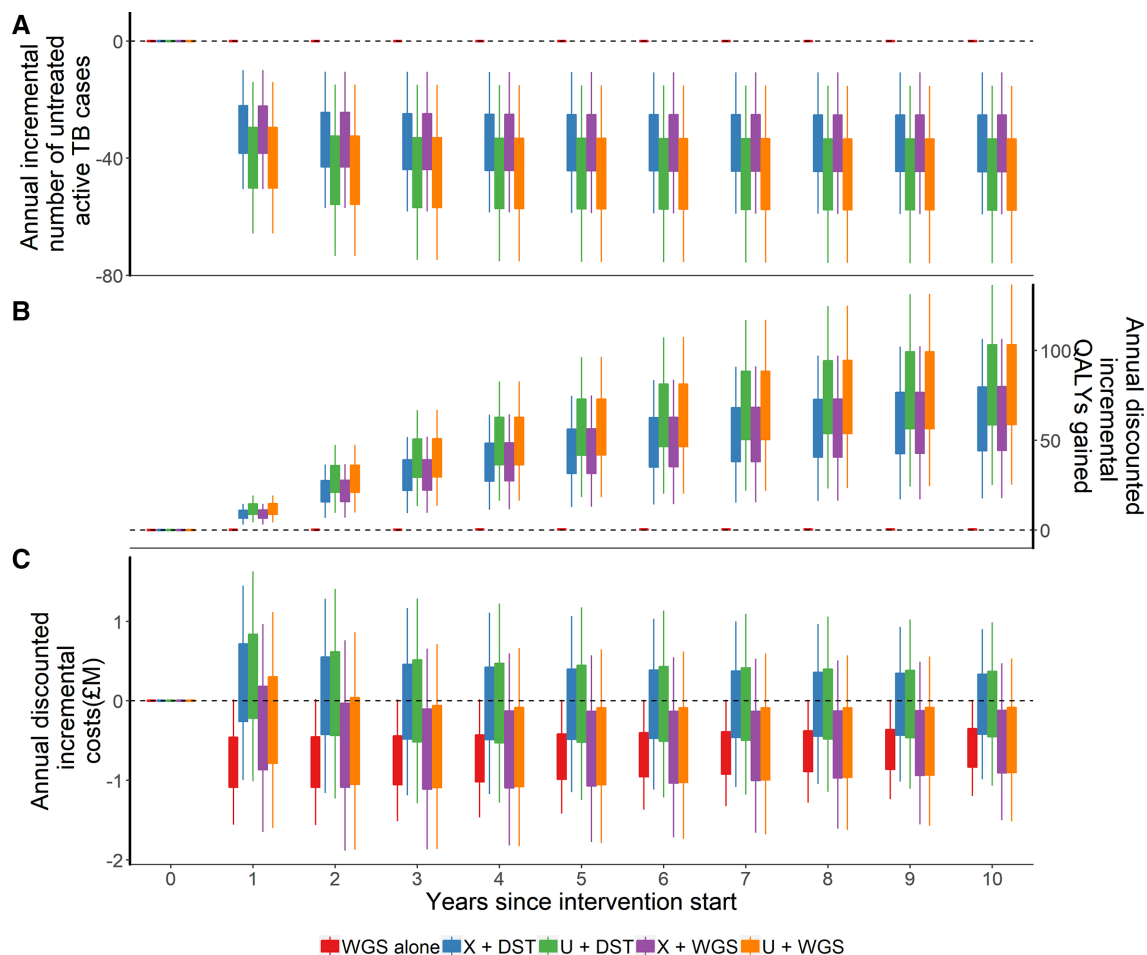 A
Annual incremental
number of untreated
active TB cases
0
-40
-80
B
Annual discounted
incremental
QALYs gained
100
50
0
C
Annual discounted
incremental
costs(£M)
1
0
-1
-2
0 1 2 3 4 5 6 7 8 9 10
Years since intervention start
WGS alone X + DST U + DST X + WGS U + WGS